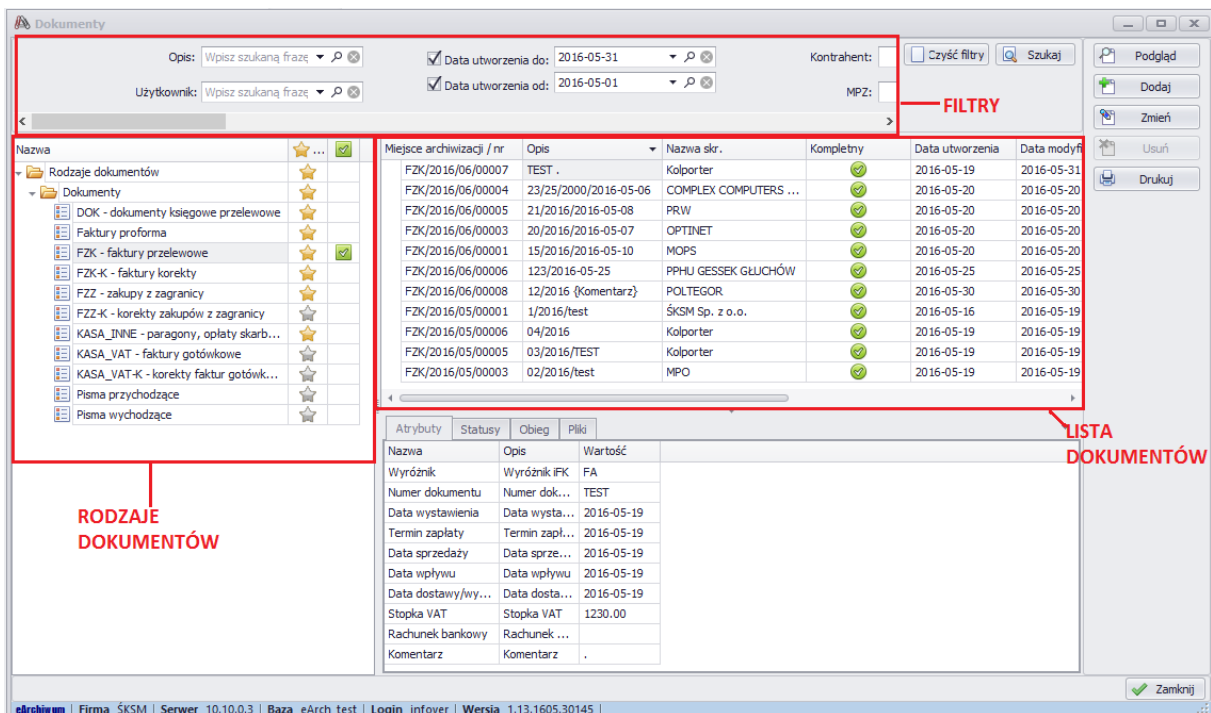 Dokumenty
Opis: Wpisz szukaną frazę
Data utworzenia do: 2016-05-31
Kontrahent:
Czyść filtry
Szukaj
Użytkownik: Wpisz szukaną frazę
Data utworzenia od: 2016-05-01
MPZ:
FILTRY
Podgląd
Dodaj
Zmień
Usuń
Drukuj
Nazwa ...
Rodzaje dokumentów
Dokumenty
DOK - dokumenty księgowe przelewowe
Faktury proforma
FZK - faktury przelewowe
FZK-K - faktury korekty
FZZ - zakupy z zagranicy
FZZ-K - korekty zakupów z zagranicy
KASA_INNE - paragony, opłaty skarb...
KASA_VAT - faktury gotówkowe
KASA_VAT-K - korekty faktur gotówk...
Pisma przychodzące
Pisma wychodzące
RODZAJE
DOKUMENTÓW
Miejsce archiwizacji / nr Opis Nazwa skr. Kompletny Data utworzenia Data modyfi
FZK/2016/06/00007 TEST . Kolporter 2016-05-19 2016-05-31
FZK/2016/06/00004 23/25/2000/2016-05-06 COMPLEX COMPUTERS ... 2016-05-20 2016-05-20
FZK/2016/06/00005 21/2016/2016-05-08 PRW 2016-05-20 2016-05-20
FZK/2016/06/00003 20/2016/2016-05-07 OPTINET 2016-05-20 2016-05-20
FZK/2016/06/00001 15/2016/2016-05-10 MOPS 2016-05-20 2016-05-20
FZK/2016/06/00006 123/2016-05-25 PPHU GESSEK GŁUCHÓW 2016-05-25 2016-05-25
FZK/2016/06/00008 12/2016 {Komentarz} POLTEGOR 2016-05-30 2016-05-30
FZK/2016/05/00001 1/2016/test ŚKSM Sp. z o.o. 2016-05-16 2016-05-19
FZK/2016/05/00006 04/2016 Kolporter 2016-05-19 2016-05-19
FZK/2016/05/00005 03/2016/TEST Kolporter 2016-05-19 2016-05-19
FZK/2016/05/00003 02/2016/test MPO 2016-05-19 2016-05-19
LISTA
DOKUMENTÓW
Atrybuty Statusy Obieg Pliki
Nazwa Opis Wartość
Wyróżnik Wyróżnik iFK FA
Numer dokumentu Numer dok... TEST
Data wystawienia Data wysta... 2016-05-19
Termin zapłaty Termin zapł... 2016-05-19
Data sprzedaży Data sprze... 2016-05-19
Data wpływu Data wpływu 2016-05-19
Data dostawy/wy... Data dosta... 2016-05-19
Stopka VAT Stopka VAT 1230.00
Rachunek bankowy Rachunek ...
Komentarz Komentarz .
Zamknij
eArchiwum | Firma ŚKSM | Serwer 10.10.0.3 | Baza eArch_test | Login infover | Wersja 1.13.1605.30145 |